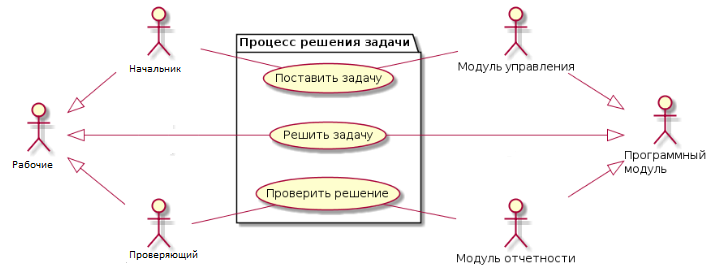 Процесс решения задачи
Начальник
Поставить задачу
Модуль управления
Рабочие
Решить задачу
Программный
модуль
Проверить решение
Проверяющий
Модуль отчетности